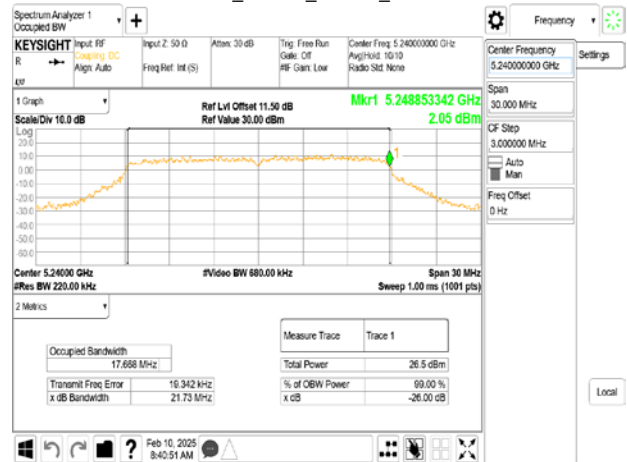 Spectrum Analyzer 1
Occupied BW
Frequency
KEYSIGHT
R
Input: RF
Coupling: DC
Align: Auto
Input Z: 50 Ω
Freq Ref: Int (S)
Atten: 30 dB
Trig: Free Run
Gate: Off
#IF Gain: Low
Center Freq: 5.240000000 GHz
Avg|Hold: 10/10
Radio Std: None
Center Frequency
5.240000000 GHz
Settings
Span
30.000 MHz
CF Step
3.000000 MHz
Auto
Man
Freq Offset
0 Hz
1 Graph
Scale/Div 10.0 dB
Ref Lvl Offset 11.50 dB
Ref Value 30.00 dBm
Mkr1 5.248853342 GHz
2.05 dBm
Log
20.0
10.0
0.00
-10.0
-20.0
-30.0
-40.0
-50.0
-60.0
1
Center 5.24000 GHz
#Res BW 220.00 kHz
#Video BW 680.00 kHz
Span 30 MHz
Sweep 1.00 ms (1001 pts)
2 Metrics
Measure Trace
Trace 1
Occupied Bandwidth
17.668 MHz
Total Power
26.5 dBm
Transmit Freq Error
19.342 kHz
% of OBW Power
99.00 %
x dB Bandwidth
21.73 MHz
x dB
-26.00 dB
Local
?
Feb 10, 2025
8:40:51 AM